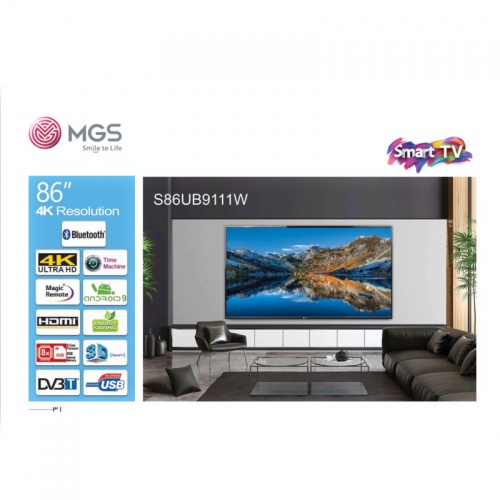 MGS
Smile to Life
Smart TV
86"
4K Resolution
S86UB9111W
Bluetooth®
4K
ULTRA HD
Time
Machine
Magic
Remote
ANDROID 9
HDMI
ENERGY
SAVING
8x
3D
DVB T
USB
٣١